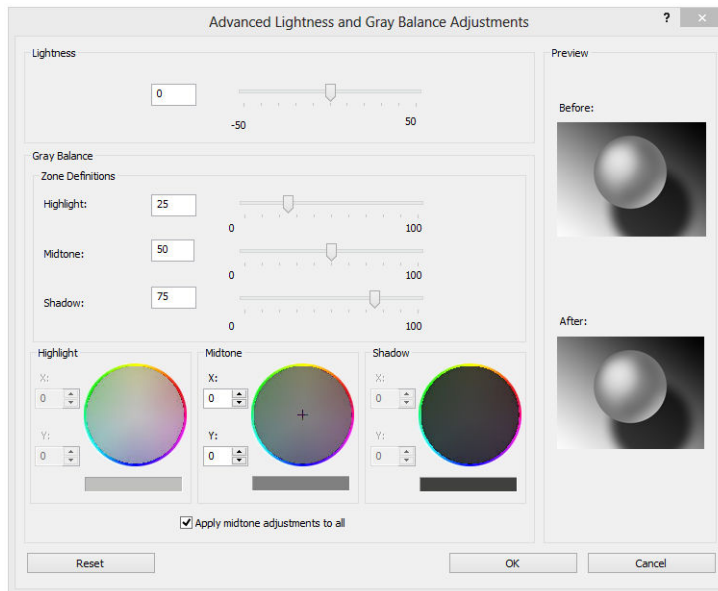 Advanced Lightness and Gray Balance Adjustments ? ×
Lightness
0
-50 50
Gray Balance
Zone Definitions
Highlight: 25
0 100
Midtone: 50
0 100
Shadow: 75
0 100
Highlight Midtone Shadow
X: X: X:
0 0 0
Y: Y: Y:
0 0 0
Apply midtone adjustments to all
Preview
Before:
After:
Reset OK Cancel